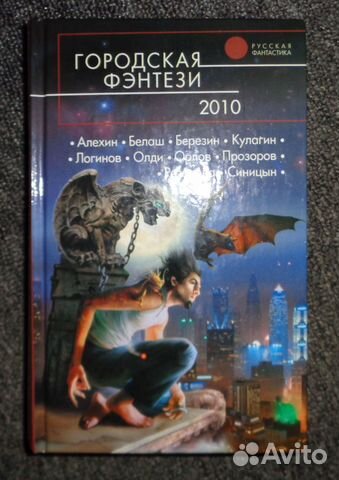 ГОРОДСКАЯ
ФЭНТЕЗИ
РУССКАЯ
ФАНТАСТИКА
2010
•Алехин • Белаш • Березин • Кулагин •
•Логинов • Олди • Орлов • Прозоров •
• Синицын •
Avito